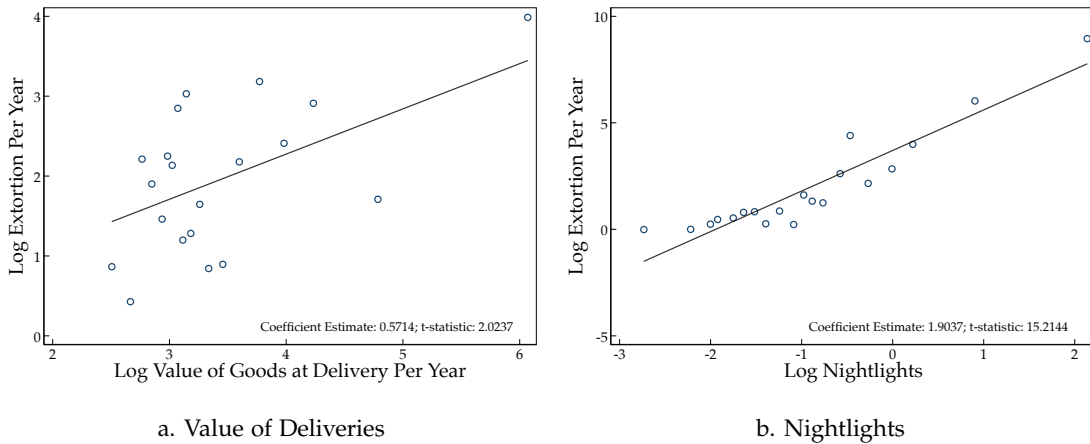 4
3
2
1
0
Log Extortion Per Year
Coefficient Estimate: 0.5714; t-statistic: 2.0237
2 3 4 5 6
Log Value of Goods at Delivery Per Year
a. Value of Deliveries
10
5
0
-5
Log Extortion Per Year
Coefficient Estimate: 1.9037; t-statistic: 15.2144
-3 -2 -1 0 1 2
Log Nightlights
b. Nightlights